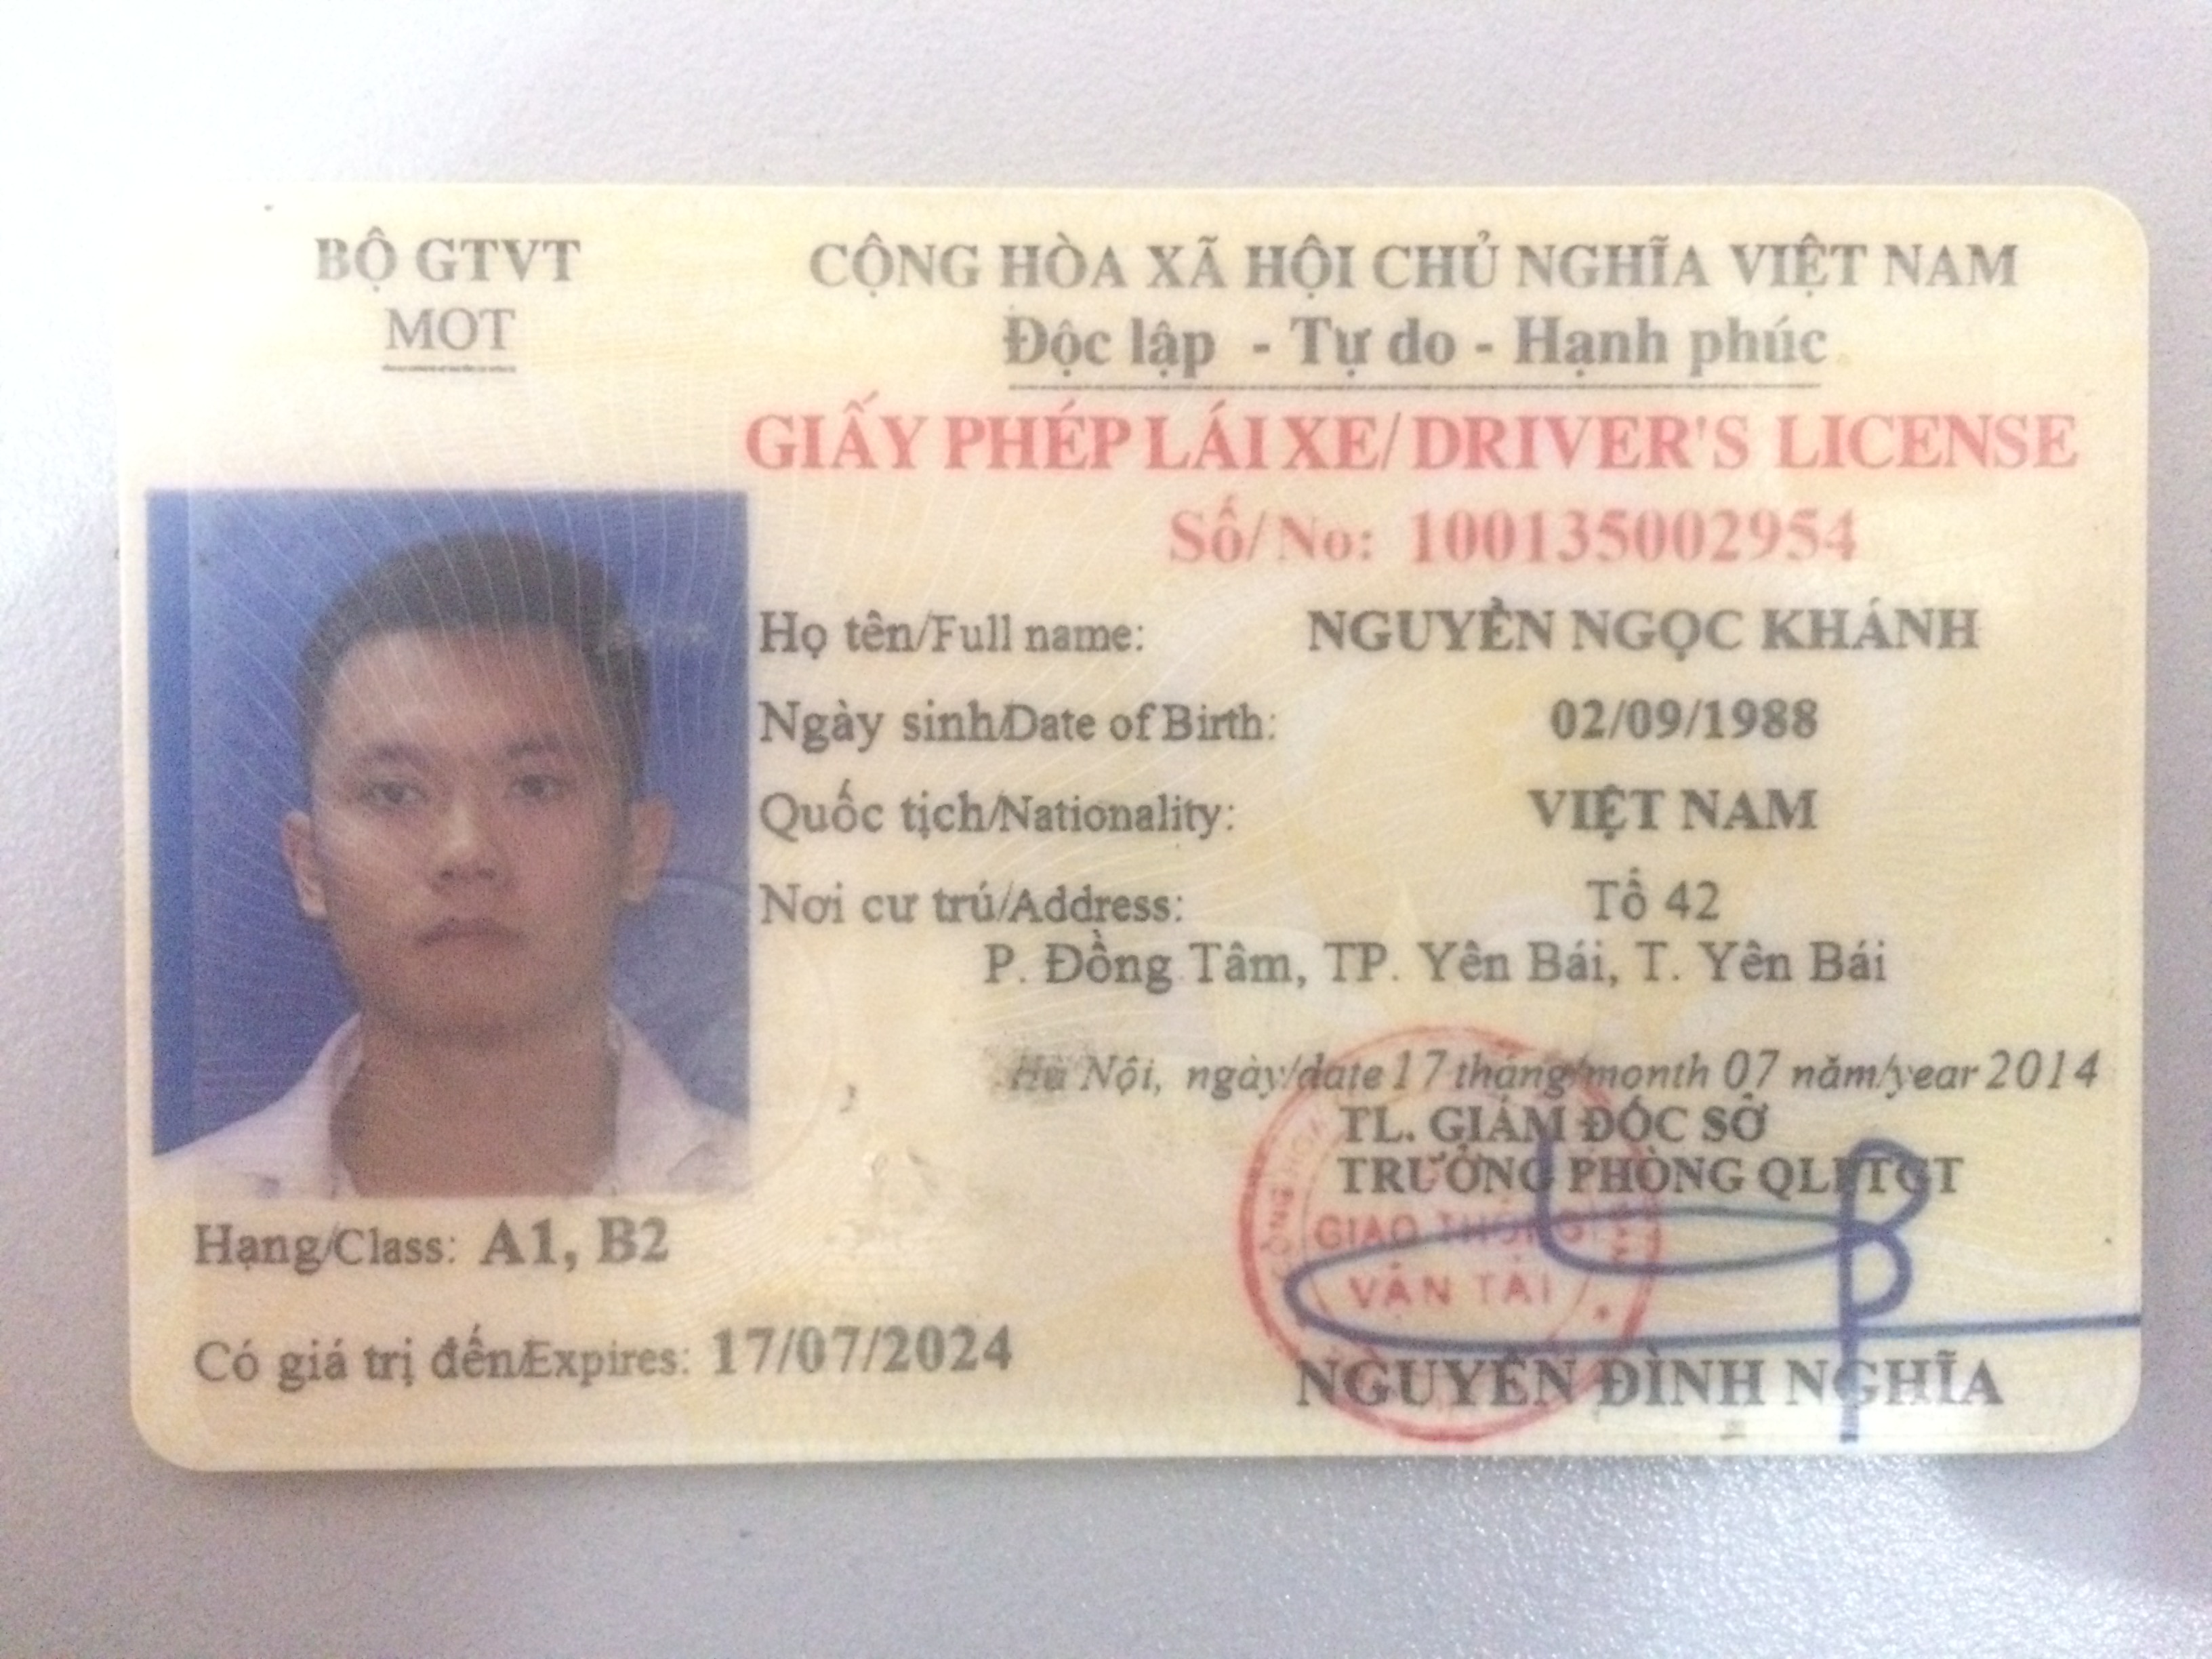 BỘ GTVT
MOT
CỘNG HÒA XÃ HỘI CHỦ NGHĨA VIỆT NAM
Độc lập - Tự do - Hạnh phúc
GIẤY PHÉP LÁI XE/ DRIVER'S LICENSE
Số/ No: 100135002954
Họ tên/Full name: NGUYỄN NGỌC KHÁNH
Ngày sinh/Date of Birth: 02/09/1988
Quốc tịch/Nationality: VIỆT NAM
Nơi cư trú/Address: Tổ 42
P. Đồng Tâm, TP. Yên Bái, T. Yên Bái
Hà Nội, ngày/date 17 tháng/month 07 năm/year 2014
TL. GIÁM ĐỐC SỞ
TRƯỞNG PHÒNG QLPTGT
GIAO THÔNG
VẬN TẢI
NGUYỄN ĐÌNH NGHĨA
Hạng/Class: A1, B2
Có giá trị đến/Expires: 17/07/2024